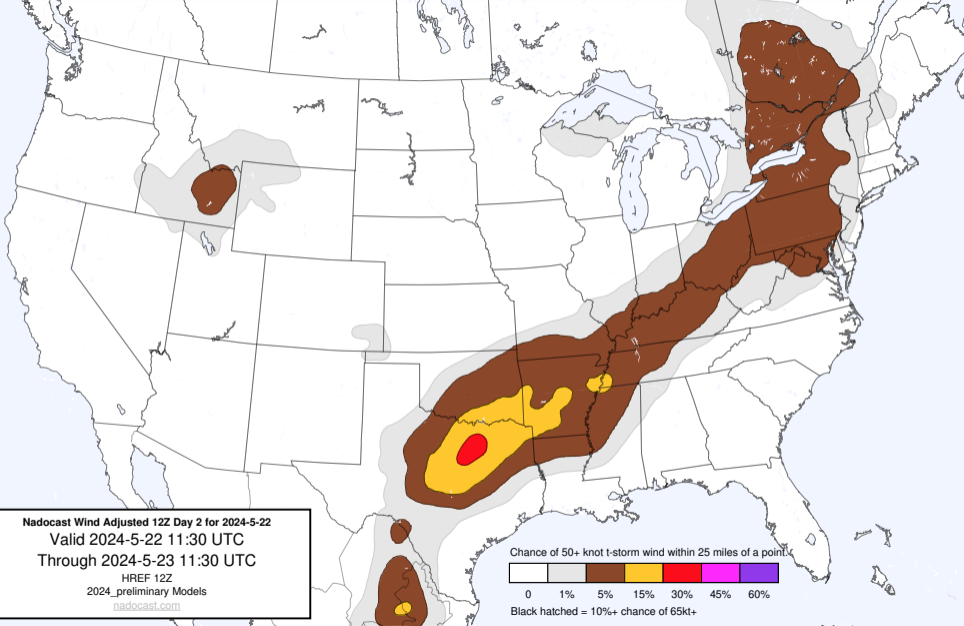 Nadocast Wind Adjusted 12Z Day 2 for 2024-5-22
Valid 2024-5-22 11:30 UTC
Through 2024-5-23 11:30 UTC
HREF 12Z
2024_preliminary Models
nadocast.com
Chance of 50+ knot t-storm wind within 25 miles of a point.
0 1% 5% 15% 30% 45% 60%
Black hatched = 10%+ chance of 65kt+